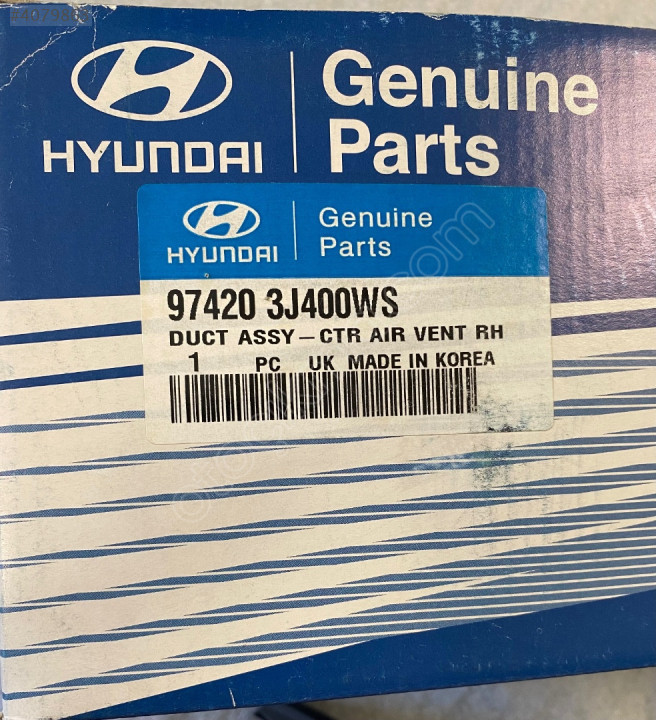 HYUNDAI
Genuine
Parts
HYUNDAI
Genuine
Parts
97420 3J400WS
DUCT ASSY-CTR AIR VENT RH
1 PC UK MADE IN KOREA